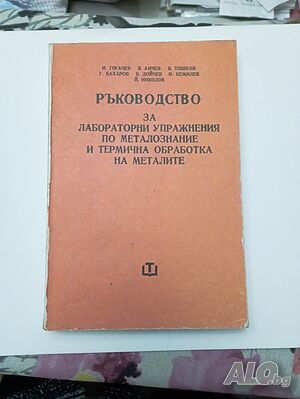 И. ГОГАЧЕВ В. АНЧЕВ Б. ТОШКОВ
Г. БАХАРОВ Б. ДОЙЧЕВ И. КЕМИЛЕВ
Й. НИКОЛОВ
РЪКОВОДСТВО
ЗА
ЛАБОРАТОРНИ УПРАЖНЕНИЯ
ПО МЕТАЛОЗНАНИЕ
И ТЕРМИЧНА ОБРАБОТКА
НА МЕТАЛИТЕ
Т
ALO.bg